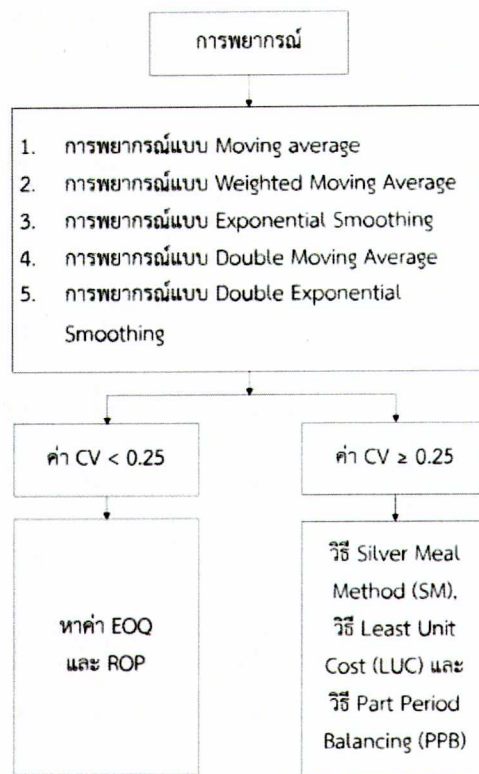 การพยากรณ์
1. การพยากรณ์แบบ Moving average
2. การพยากรณ์แบบ Weighted Moving Average
3. การพยากรณ์แบบ Exponential Smoothing
4. การพยากรณ์แบบ Double Moving Average
5. การพยากรณ์แบบ Double Exponential
Smoothing
ค่า CV < 0.25
ค่า CV ≥ 0.25
หาค่า EOQ
และ ROP
วิธี Silver Meal
Method (SM).
วิธี Least Unit
Cost (LUC) และ
วิธี Part Period
Balancing (PPB)